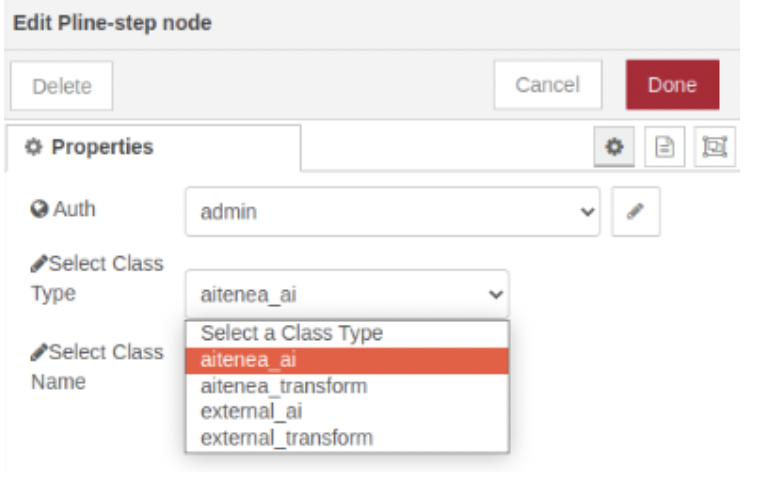 Edit Pline-step node
Delete
Cancel
Done
Properties
Auth
admin
Select Class
Type
aitenea_ai
Select a Class Type
aitenea_ai
aitenea_transform
external_ai
external_transform
Select Class
Name